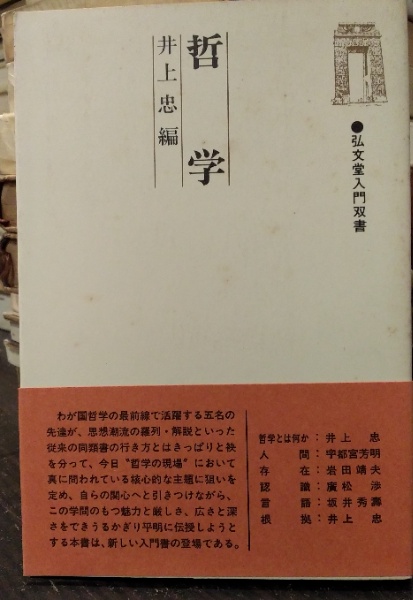 哲学
井上忠編
●弘文堂入門双書
わが国哲学の最前線で活躍する五名の
先達が、思想潮流の羅列・解説といった
従来の同類書の行き方とはきっぱりと袂
を分って、今日〝哲学の現場〟において
真に問われている核心的な主題に狙いを
定め、自らの関心へと引きつけながら、
この学問のもつ魅力と厳しさ、広さと深
さをできうるかぎり平明に伝授しようと
する本書は、新しい入門書の登場である。
哲学とは何か：井上　忠
人　　間：宇都宮芳明
存　　在：岩田靖夫
認　　識：廣松　渉
言　　語：坂井秀壽
根　　拠：井上　忠